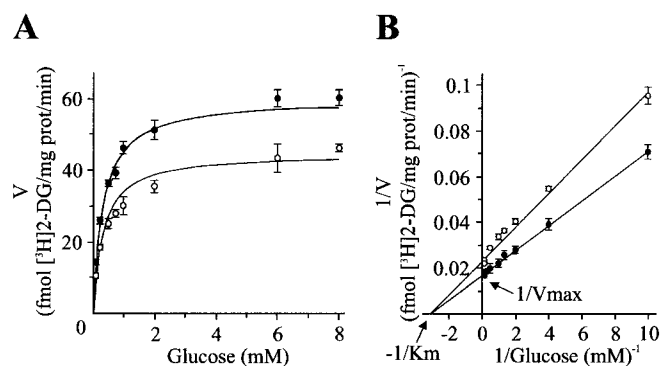 A
V
(fmol [³H]2-DG/mg prot/min)
60
40
20
0
0
2
4
6
8
Glucose (mM)
B
1/V
(fmol [³H]2-DG/mg prot/min)⁻¹
0.1
0.08
0.06
0.04
0.02
1/Vmax
-2
0
2
4
6
8
10
-1/Km
1/Glucose (mM)⁻¹